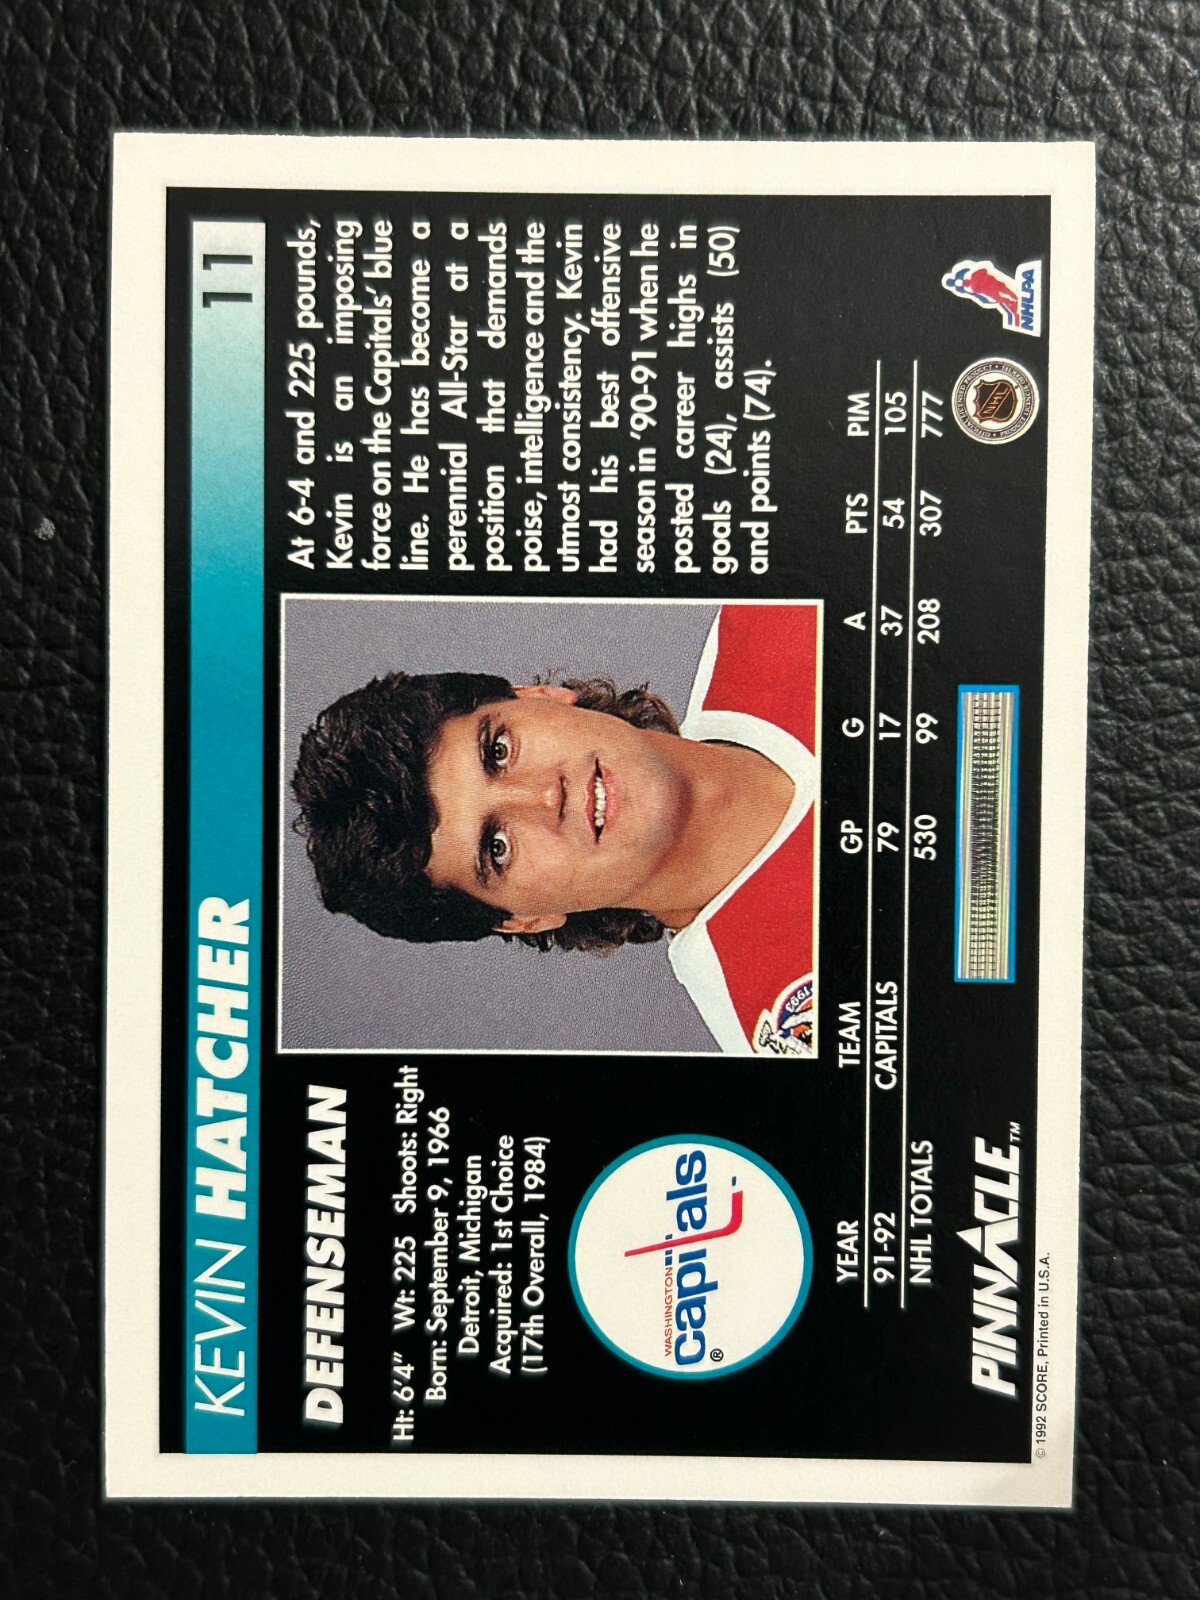 KEVIN HATCHER 11
DEFENSEMAN
Ht: 6'4" Wt: 225 Shoots: Right
Born: September 9, 1966
Detroit, Michigan
Acquired: 1st Choice
(17th Overall, 1984)
WASHINGTON
capitals
®
1993
At 6-4 and 225 pounds,
Kevin is an imposing
force on the Capitals' blue
line. He has become a
perennial All-Star at a
position that demands
poise, intelligence and the
utmost consistency. Kevin
had his best offensive
season in '90-91 when he
posted career highs in
goals (24), assists (50)
and points (74).
YEAR TEAM GP G A PTS PIM
91-92 CAPITALS 79 17 37 54 105
NHL TOTALS 530 99 208 307 777
PINNACLE™
NHL
NHLPA
© 1992 SCORE, Printed in U.S.A.